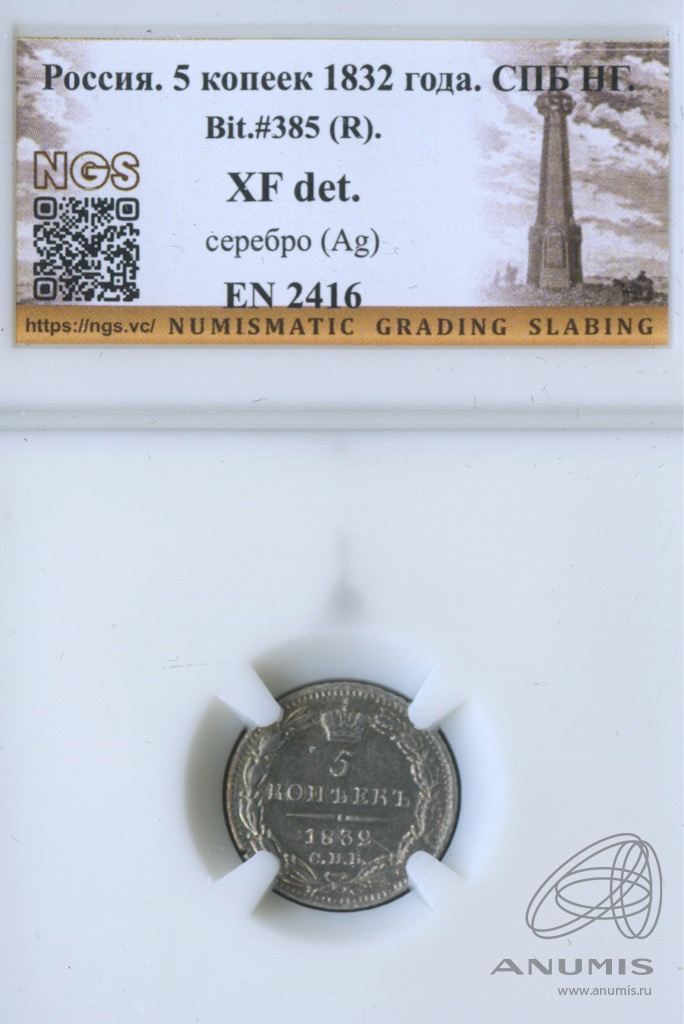 Россия. 5 копеек 1832 года. СПБ НГ.
Bit.#385 (R).
NGS
XF det.
серебро (Ag)
EN 2416
https://ngs.vc/ NUMISMATIC GRADING SLABING
5
КОПѢЕКЪ
1832
С.П.Б.
ANUMIS
www.anumis.ru